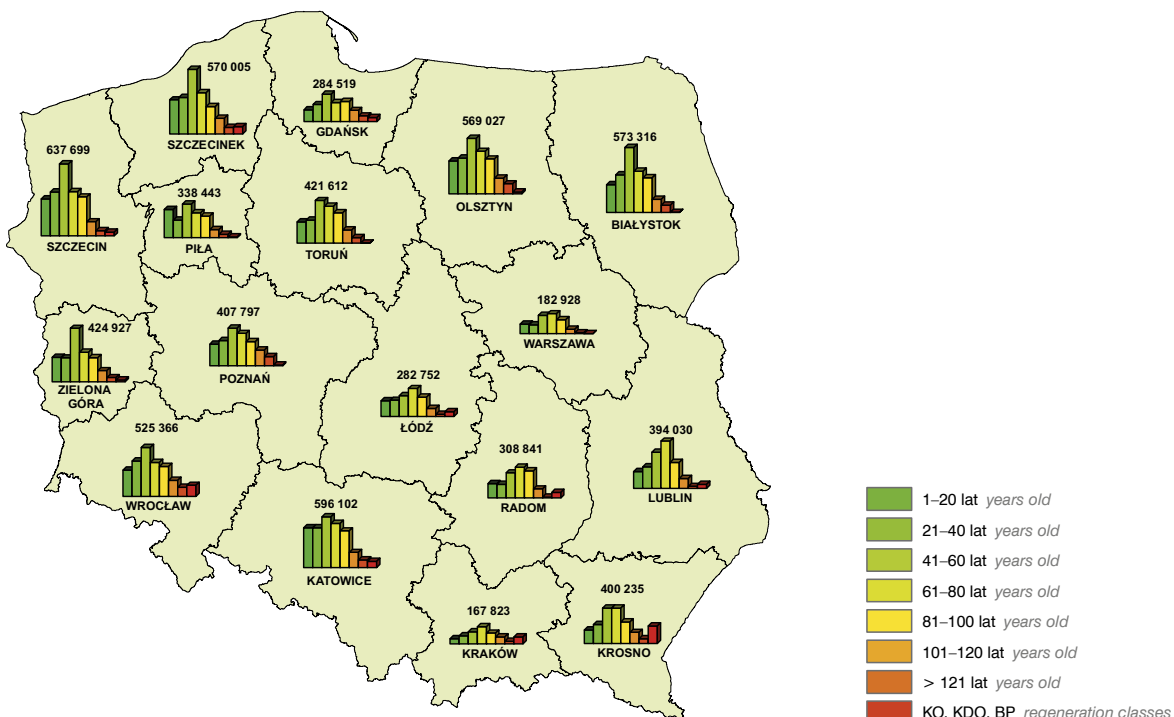 570 005
SZCZECINEK
284 519
GDAŃSK
569 027
OLSZTYN
573 316
BIAŁYSTOK
637 699
SZCZECIN
338 443
PIŁA
421 612
TORUŃ
424 927
ZIELONA
GÓRA
407 797
POZNAŃ
182 928
WARSZAWA
282 752
ŁÓDŹ
525 366
WROCŁAW
308 841
RADOM
394 030
LUBLIN
596 102
KATOWICE
167 823
KRAKÓW
400 235
KROSNO
1–20 lat years old
21–40 lat years old
41–60 lat years old
61–80 lat years old
81–100 lat years old
101–120 lat years old
> 121 lat years old
KO, KDO, BP regeneration classes